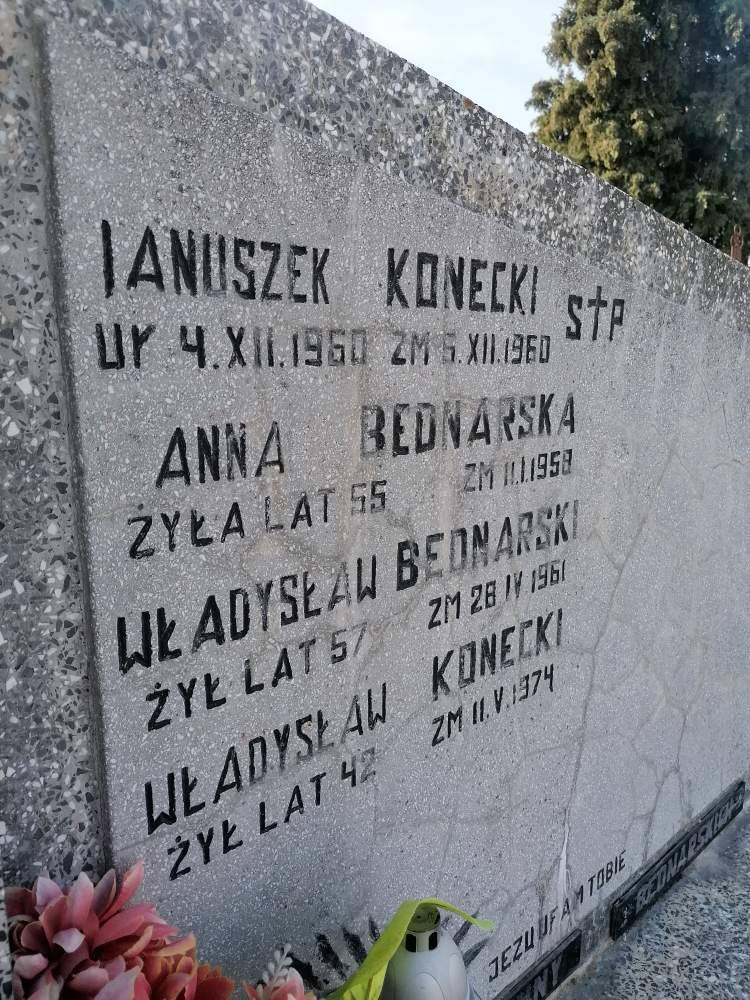 JANUSZEK KONECKI Ś†P
UR 4.XII.1960 ZM 5.XII.1960
ANNA BEDNARSKA
ŻYŁA LAT 55 ZM 11.I.1958
WŁADYSŁAW BEDNARSKI
ŻYŁ LAT 57 ZM 28 IV 1961
WŁADYSŁAW KONECKI
ŻYŁ LAT 42 ZM 11.V.1974
JEZU UFAM TOBIE
BEDNARSKICH